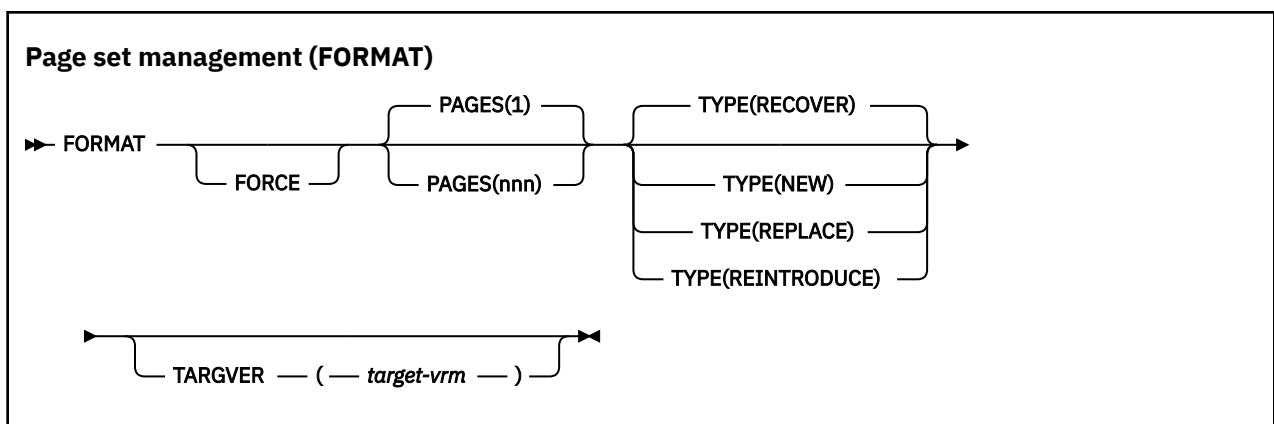 Page set management (FORMAT)
PAGES(1) TYPE(RECOVER)
FORMAT
FORCE PAGES(nnn) TYPE(NEW)
TYPE(REPLACE)
TYPE(REINTRODUCE)
TARGVER ( target-vrm )